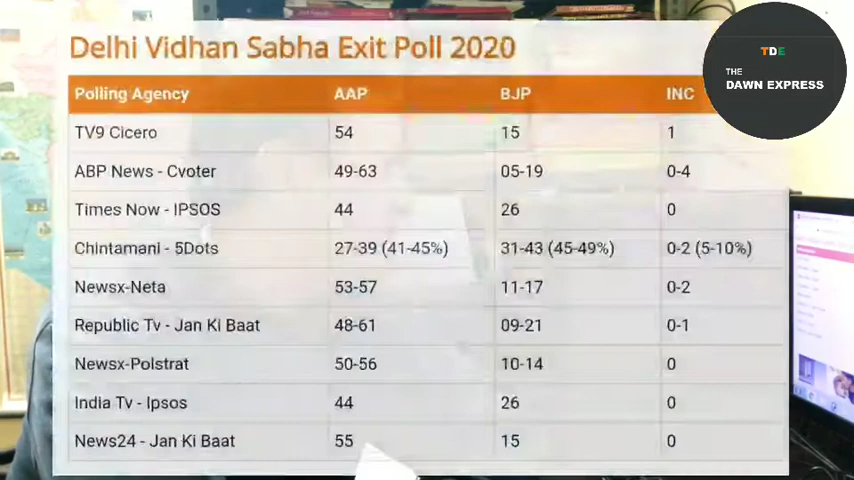 Delhi Vidhan Sabha Exit Poll 2020
TDE
THE
DAWN EXPRESS
Polling Agency AAP BJP INC
TV9 Cicero 54 15 1
ABP News - Cvoter 49-63 05-19 0-4
Times Now - IPSOS 44 26 0
Chintamani - 5Dots 27-39 (41-45%) 31-43 (45-49%) 0-2 (5-10%)
Newsx-Neta 53-57 11-17 0-2
Republic Tv - Jan Ki Baat 48-61 09-21 0-1
Newsx-Polstrat 50-56 10-14 0
India Tv - Ipsos 44 26 0
News24 - Jan Ki Baat 55 15 0